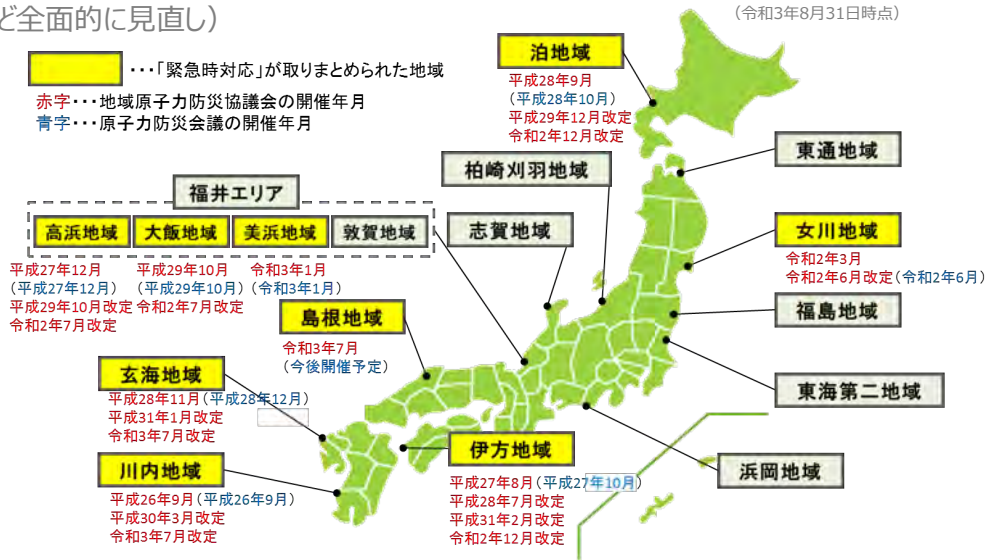 ど全面的に見直し）
（令和3年8月31日時点）
・・・「緊急時対応」が取りまとめられた地域
赤字・・・地域原子力防災協議会の開催年月
青字・・・原子力防災会議の開催年月
泊地域
平成28年9月
（平成28年10月）
平成29年12月改定
令和2年12月改定
東通地域
柏崎刈羽地域
福井エリア
高浜地域
大飯地域
美浜地域
敦賀地域
志賀地域
女川地域
令和2年3月
令和2年6月改定（令和2年6月）
平成27年12月
（平成27年12月）
平成29年10月改定
令和2年7月改定
平成29年10月
（平成29年10月）
令和2年7月改定
令和3年1月
（令和3年1月）
福島地域
島根地域
令和3年7月
（今後開催予定）
玄海地域
平成28年11月（平成28年12月）
平成31年1月改定
令和3年7月改定
東海第二地域
伊方地域
平成27年8月（平成27年10月）
平成28年7月改定
平成31年2月改定
令和2年12月改定
川内地域
平成26年9月（平成26年9月）
平成30年3月改定
令和3年7月改定
浜岡地域